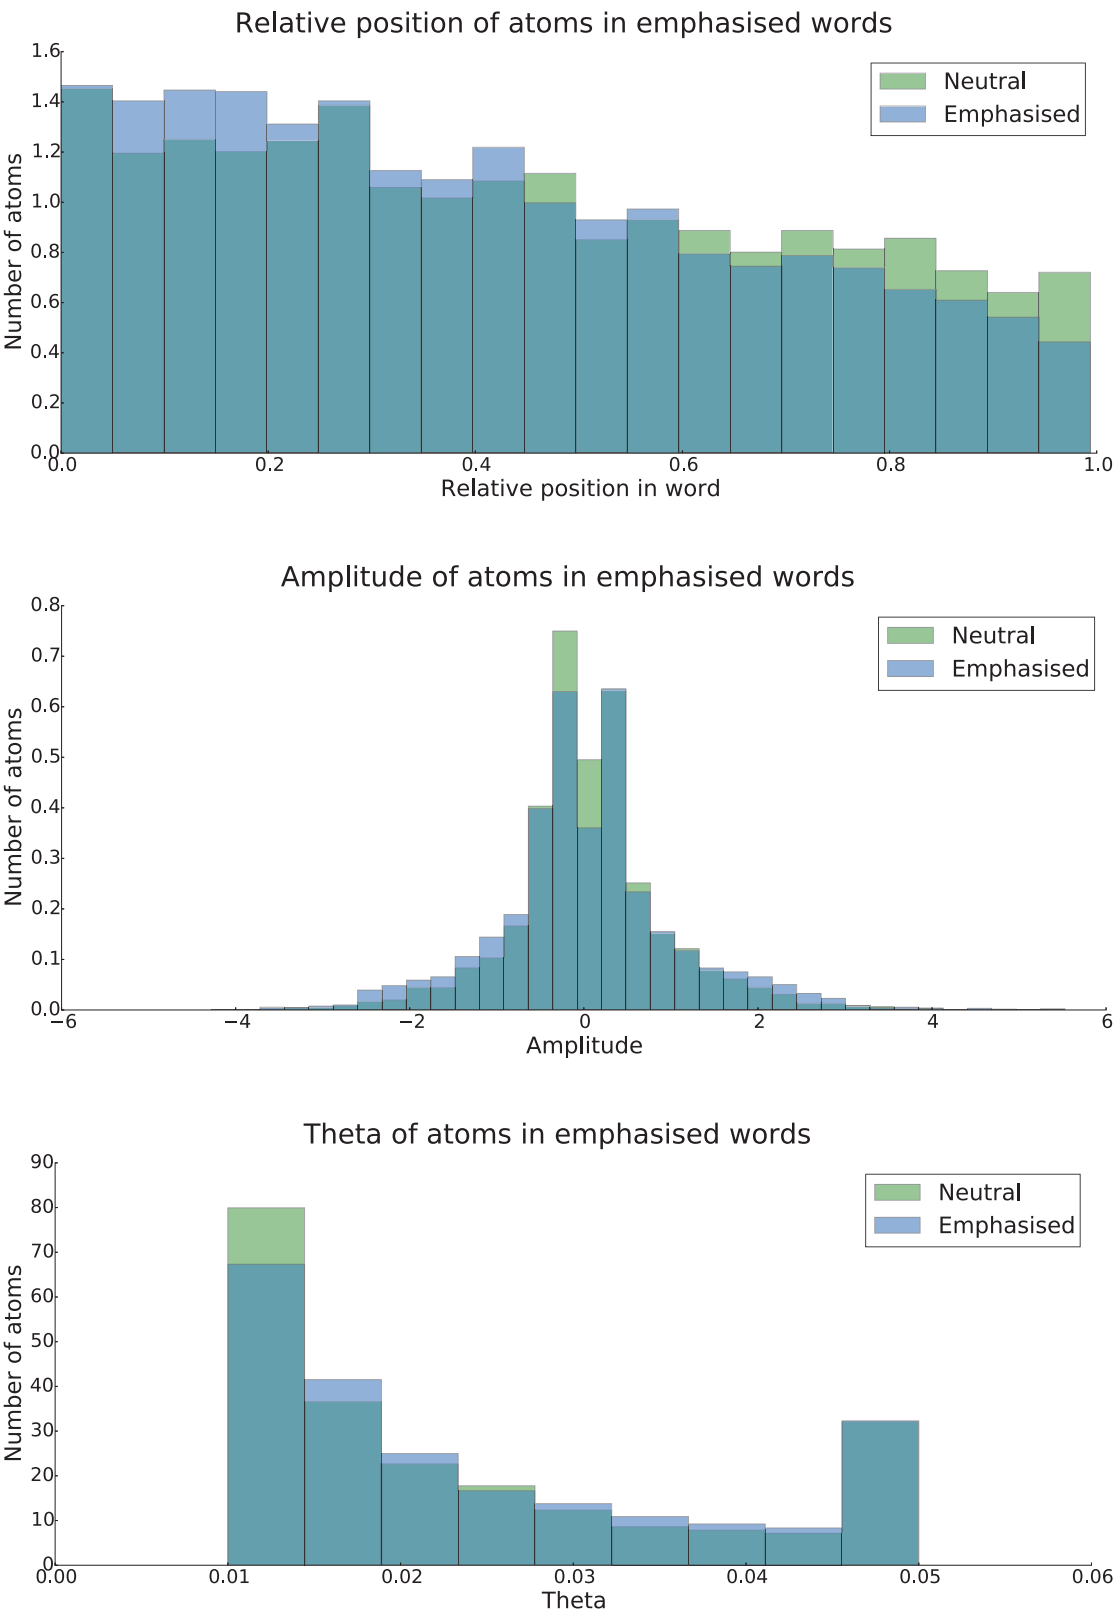 Relative position of atoms in emphasised words
1.6
1.4
1.2
1.0
0.8
0.6
0.4
0.2
0.0
Number of atoms
Neutral
Emphasised
0.0 0.2 0.4 0.6 0.8 1.0
Relative position in word
Amplitude of atoms in emphasised words
0.8
0.7
0.6
0.5
0.4
0.3
0.2
0.1
0.0
Number of atoms
Neutral
Emphasised
−6 −4 −2 0 2 4 6
Amplitude
Theta of atoms in emphasised words
90
80
70
60
50
40
30
20
10
0
Number of atoms
Neutral
Emphasised
0.00 0.01 0.02 0.03 0.04 0.05 0.06
Theta